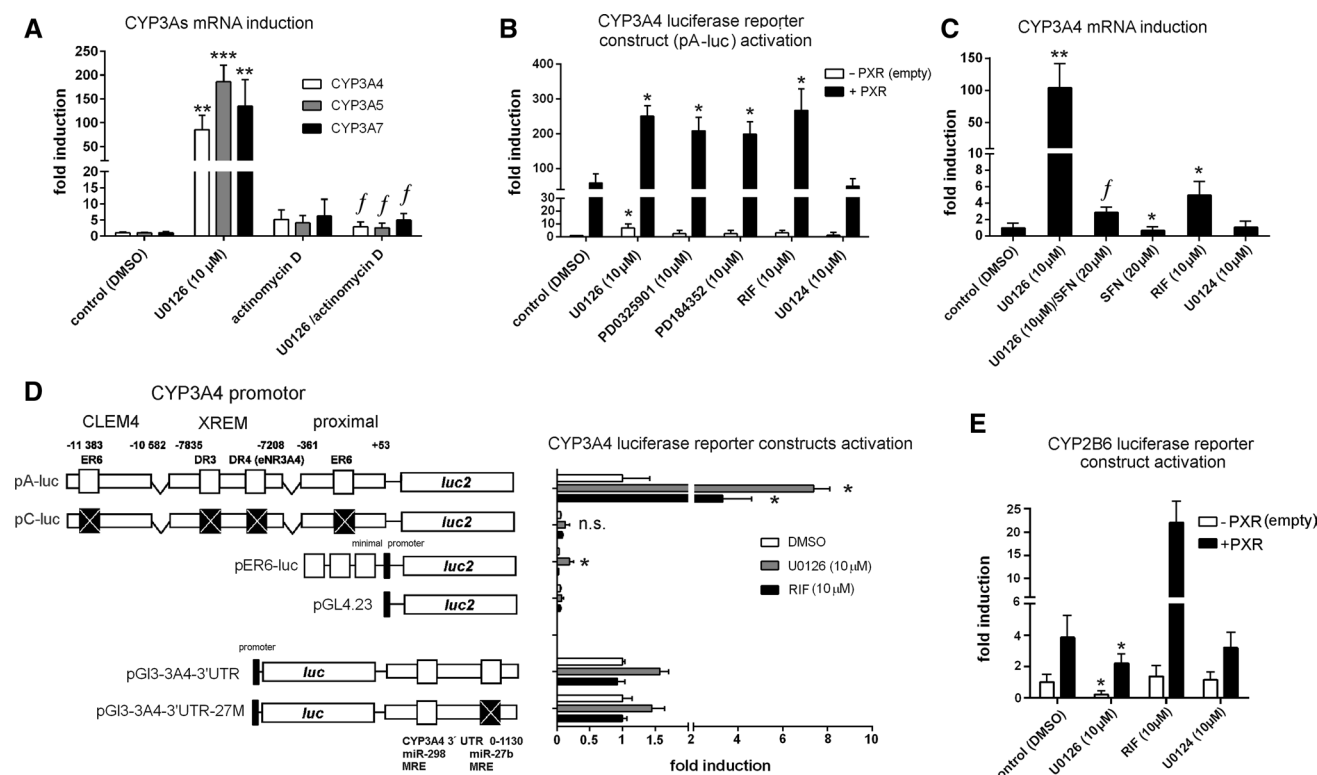 A
CYP3As mRNA induction
fold induction
250
200
150
100
50
20
15
10
5
0
**
***
**
ƒ
ƒ
ƒ
CYP3A4
CYP3A5
CYP3A7
control (DMSO)
U0126 (10 µM)
actinomycin D
U0126 /actinomycin D
B
CYP3A4 luciferase reporter
construct (pA-luc) activation
fold induction
400
300
200
100
30
20
10
0
*
*
*
*
*
– PXR (empty)
+ PXR
control (DMSO)
U0126 (10µM)
PD0325901 (10µM)
PD184352 (10µM)
RIF (10µM)
U0124 (10µM)
C
CYP3A4 mRNA induction
fold induction
150
100
50
10
8
6
4
2
0
**
ƒ
*
*
control (DMSO)
U0126 (10µM)
U0126 (10µM)/SFN (20µM)
SFN (20µM)
RIF (10µM)
U0124 (10µM)
D
CYP3A4 promotor
CLEM4 XREM proximal
-11 383 -10 682 -7835 -7208 -361 +53
ER6 DR3 DR4 (eNR3A4) ER6
pA-luc luc2
pC-luc luc2
minimal promoter
pER6-luc luc2
pGL4.23 luc2
promoter
pGl3-3A4-3'UTR luc
pGl3-3A4-3'UTR-27M luc
CYP3A4 3´ UTR 0-1130
miR-298 miR-27b
MRE MRE
CYP3A4 luciferase reporter constructs activation
*
*
n.s.
*
DMSO
U0126 (10µM)
RIF (10µM)
0 0.5 1 1.5 2 4 6 8 10
fold induction
E
CYP2B6 luciferase reporter
construct activation
fold induction
25
20
15
10
6
4
2
0
*
*
- PXR (empty)
+PXR
control (DMSO)
U0126 (10µM)
RIF (10µM)
U0124 (10µM)